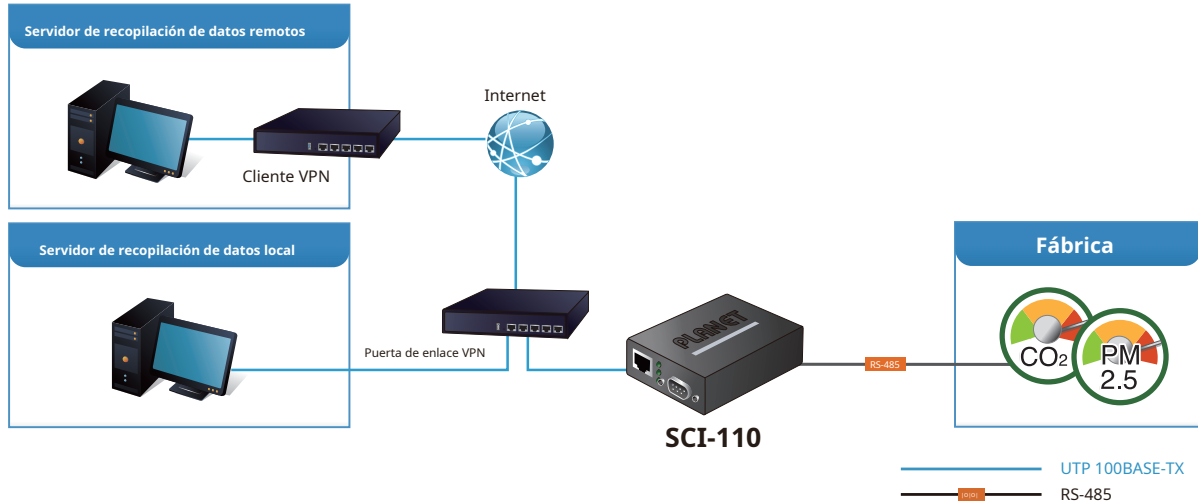 Servidor de recopilación de datos remotos
Internet
Cliente VPN
Servidor de recopilación de datos local
Puerta de enlace VPN
PLANET
SCI-110
RS-485
Fábrica
CO2
PM
2.5
UTP 100BASE-TX
RS-485